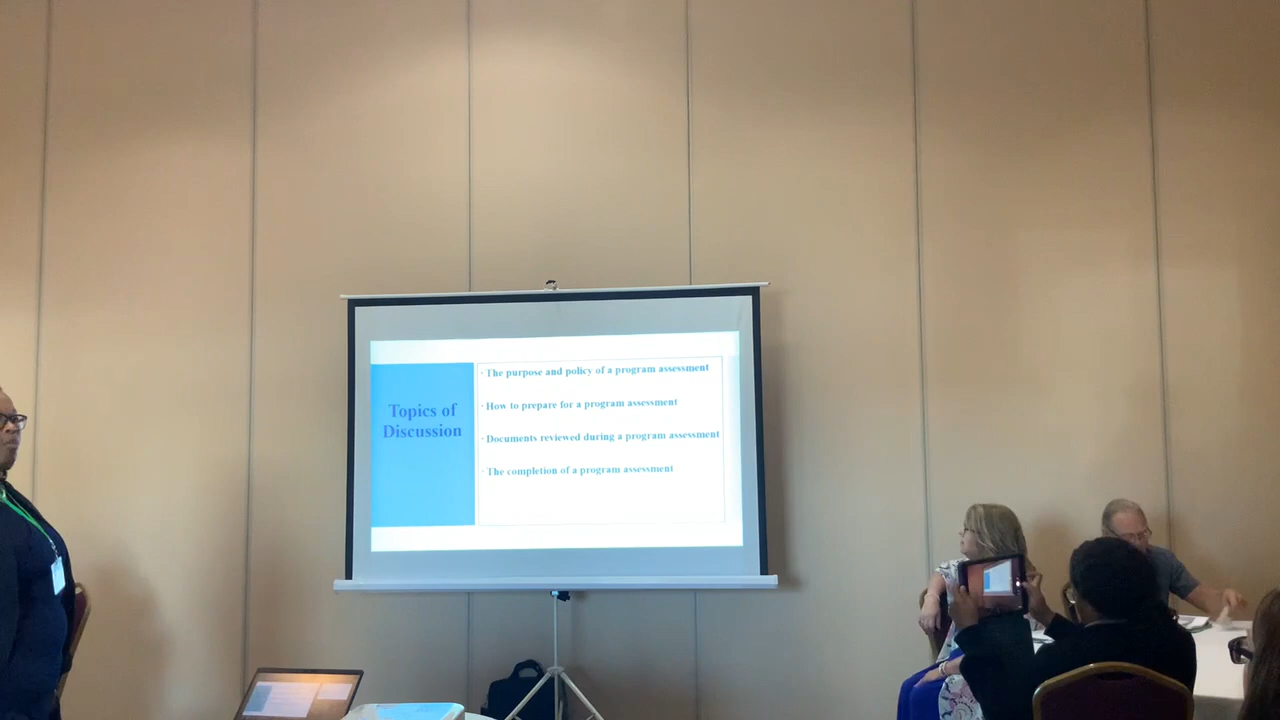 Topics of
Discussion
· The purpose and policy of a program assessment
· How to prepare for a program assessment
· Documents reviewed during a program assessment
· The completion of a program assessment